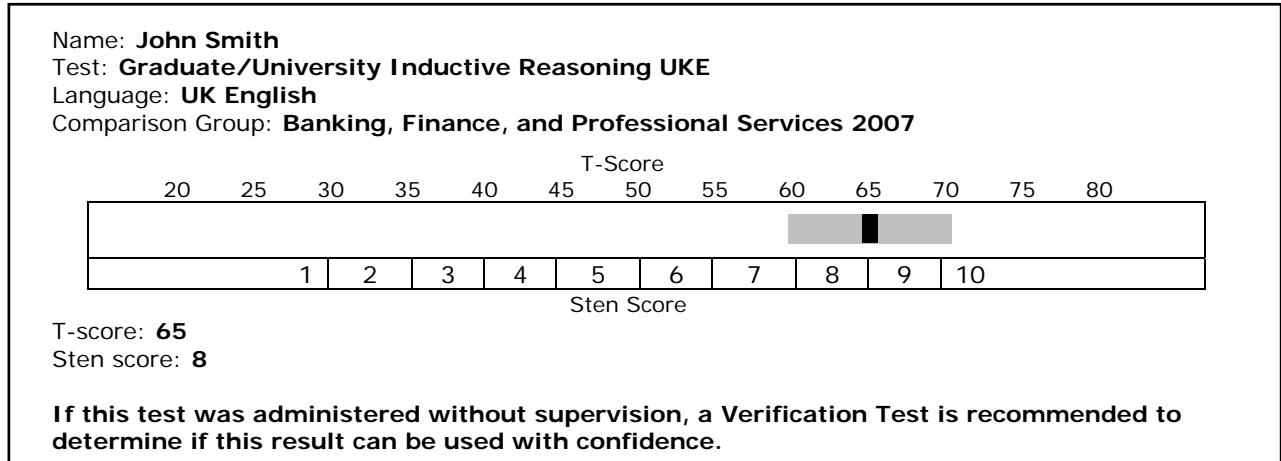 Name: John Smith
Test: Graduate/University Inductive Reasoning UKE
Language: UK English
Comparison Group: Banking, Finance, and Professional Services 2007
T-Score
20 25 30 35 40 45 50 55 60 65 70 75 80
1 2 3 4 5 6 7 8 9 10
Sten Score
T-score: 65
Sten score: 8
If this test was administered without supervision, a Verification Test is recommended to
determine if this result can be used with confidence.